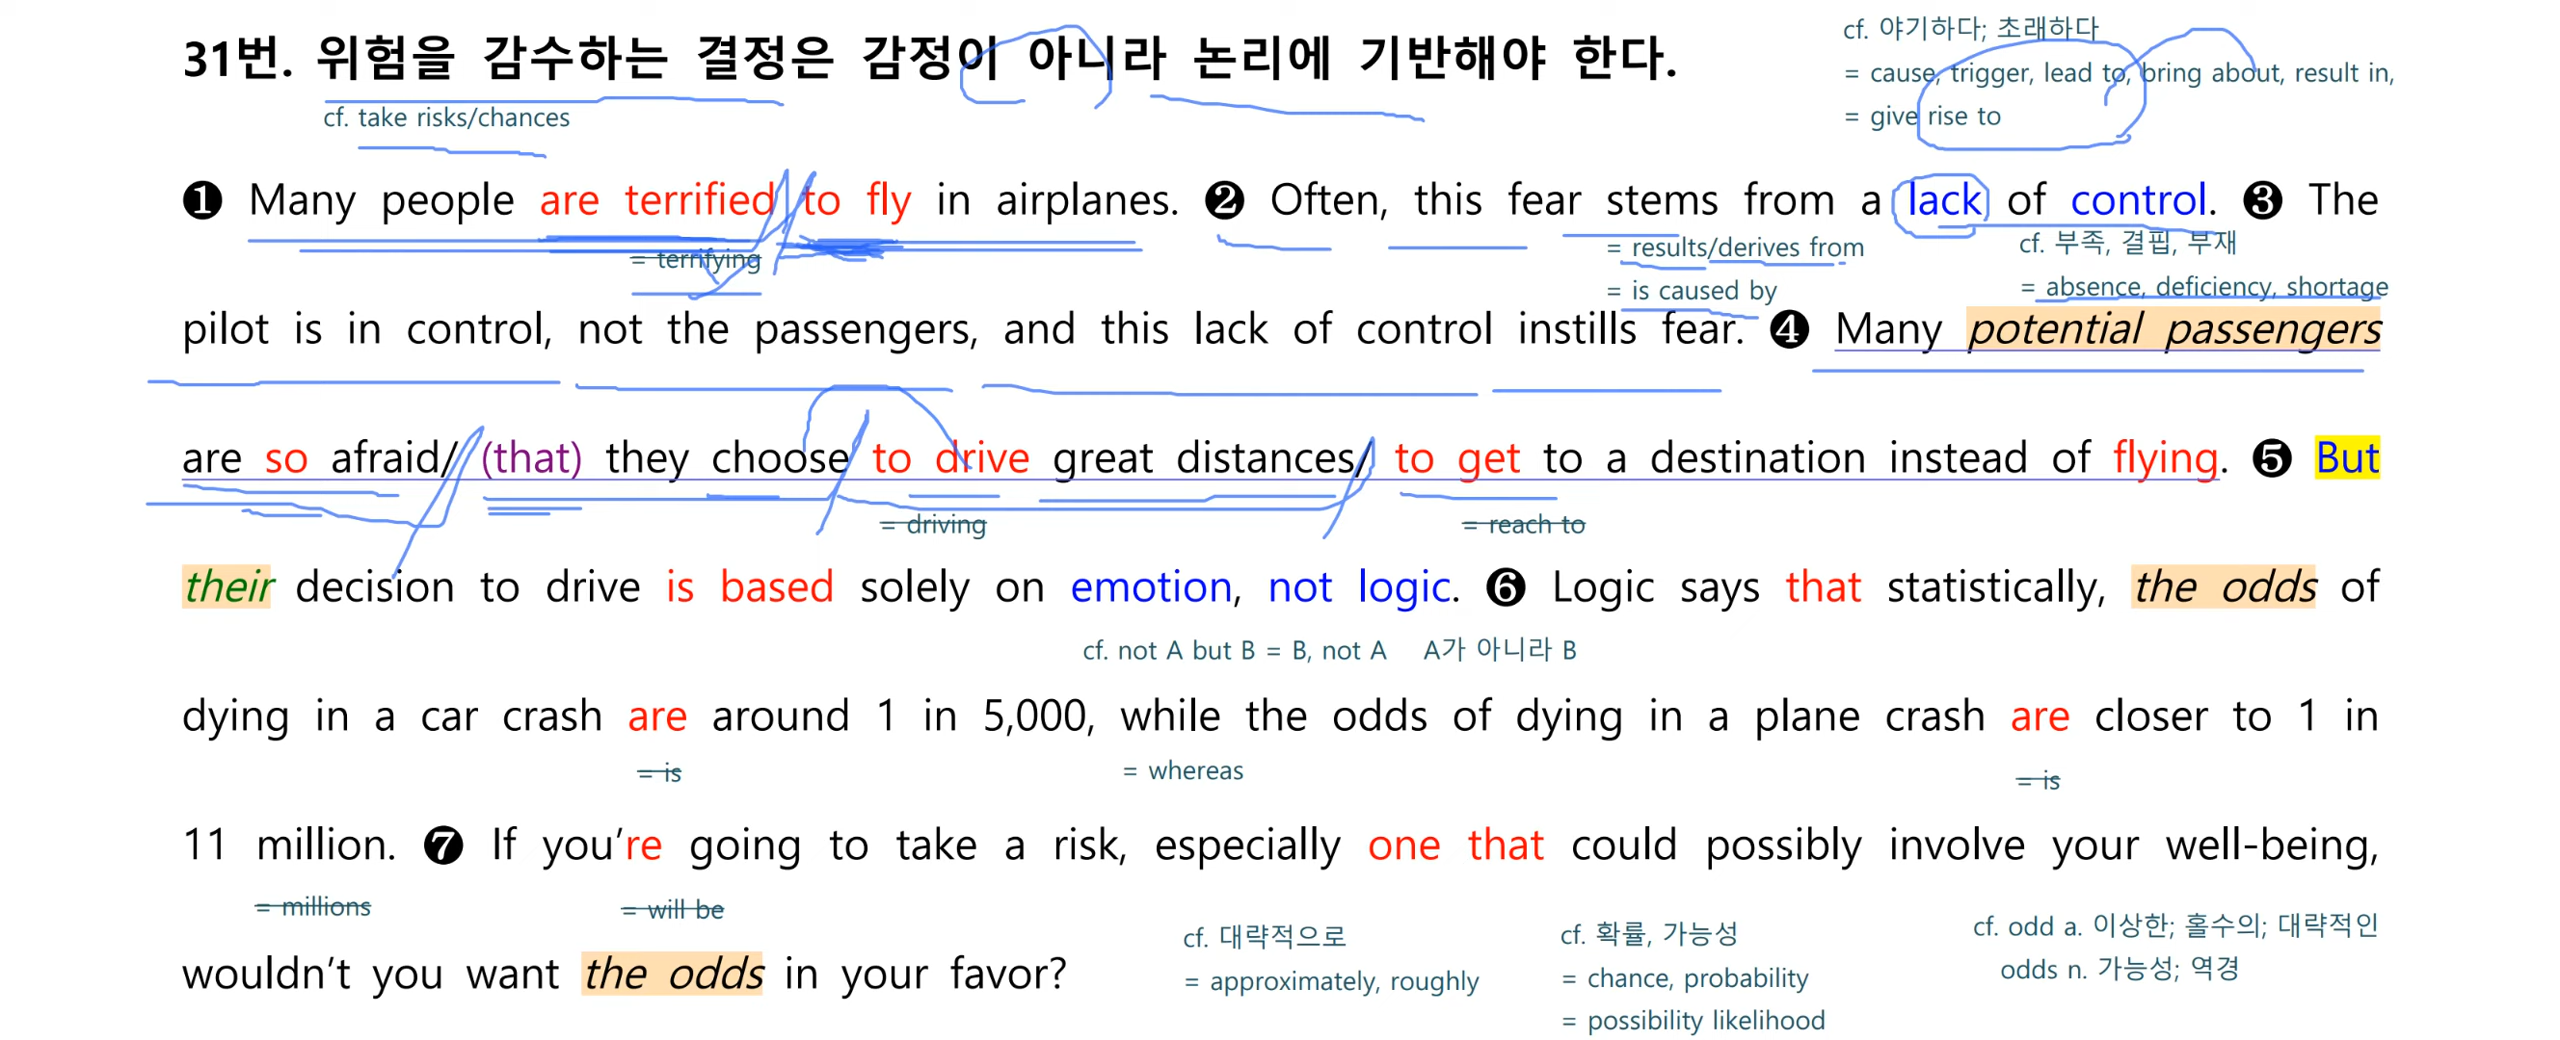 31번. 위험을 감수하는 결정은 감정이 아니라 논리에 기반해야 한다.
cf. 야기하다; 초래하다
= cause, trigger, lead to, bring about, result in,
= give rise to
cf. take risks/chances
❶ Many people are terrified to fly in airplanes. ❷ Often, this fear stems from a lack of control. ❸ The
= terrifying
= results/derives from
= is caused by
cf. 부족, 결핍, 부재
= absence, deficiency, shortage
pilot is in control, not the passengers, and this lack of control instills fear. ❹ Many potential passengers
are so afraid/ (that) they choose to drive great distances/ to get to a destination instead of flying. ❺ But
= driving
= reach to
their decision to drive is based solely on emotion, not logic. ❻ Logic says that statistically, the odds of
cf. not A but B = B, not A A가 아니라 B
dying in a car crash are around 1 in 5,000, while the odds of dying in a plane crash are closer to 1 in
= is
= whereas
= is
11 million. ❼ If you’re going to take a risk, especially one that could possibly involve your well-being,
= millions
= will be
wouldn’t you want the odds in your favor?
cf. 대략적으로
= approximately, roughly
cf. 확률, 가능성
= chance, probability
= possibility likelihood
cf. odd a. 이상한; 홀수의; 대략적인
odds n. 가능성; 역경